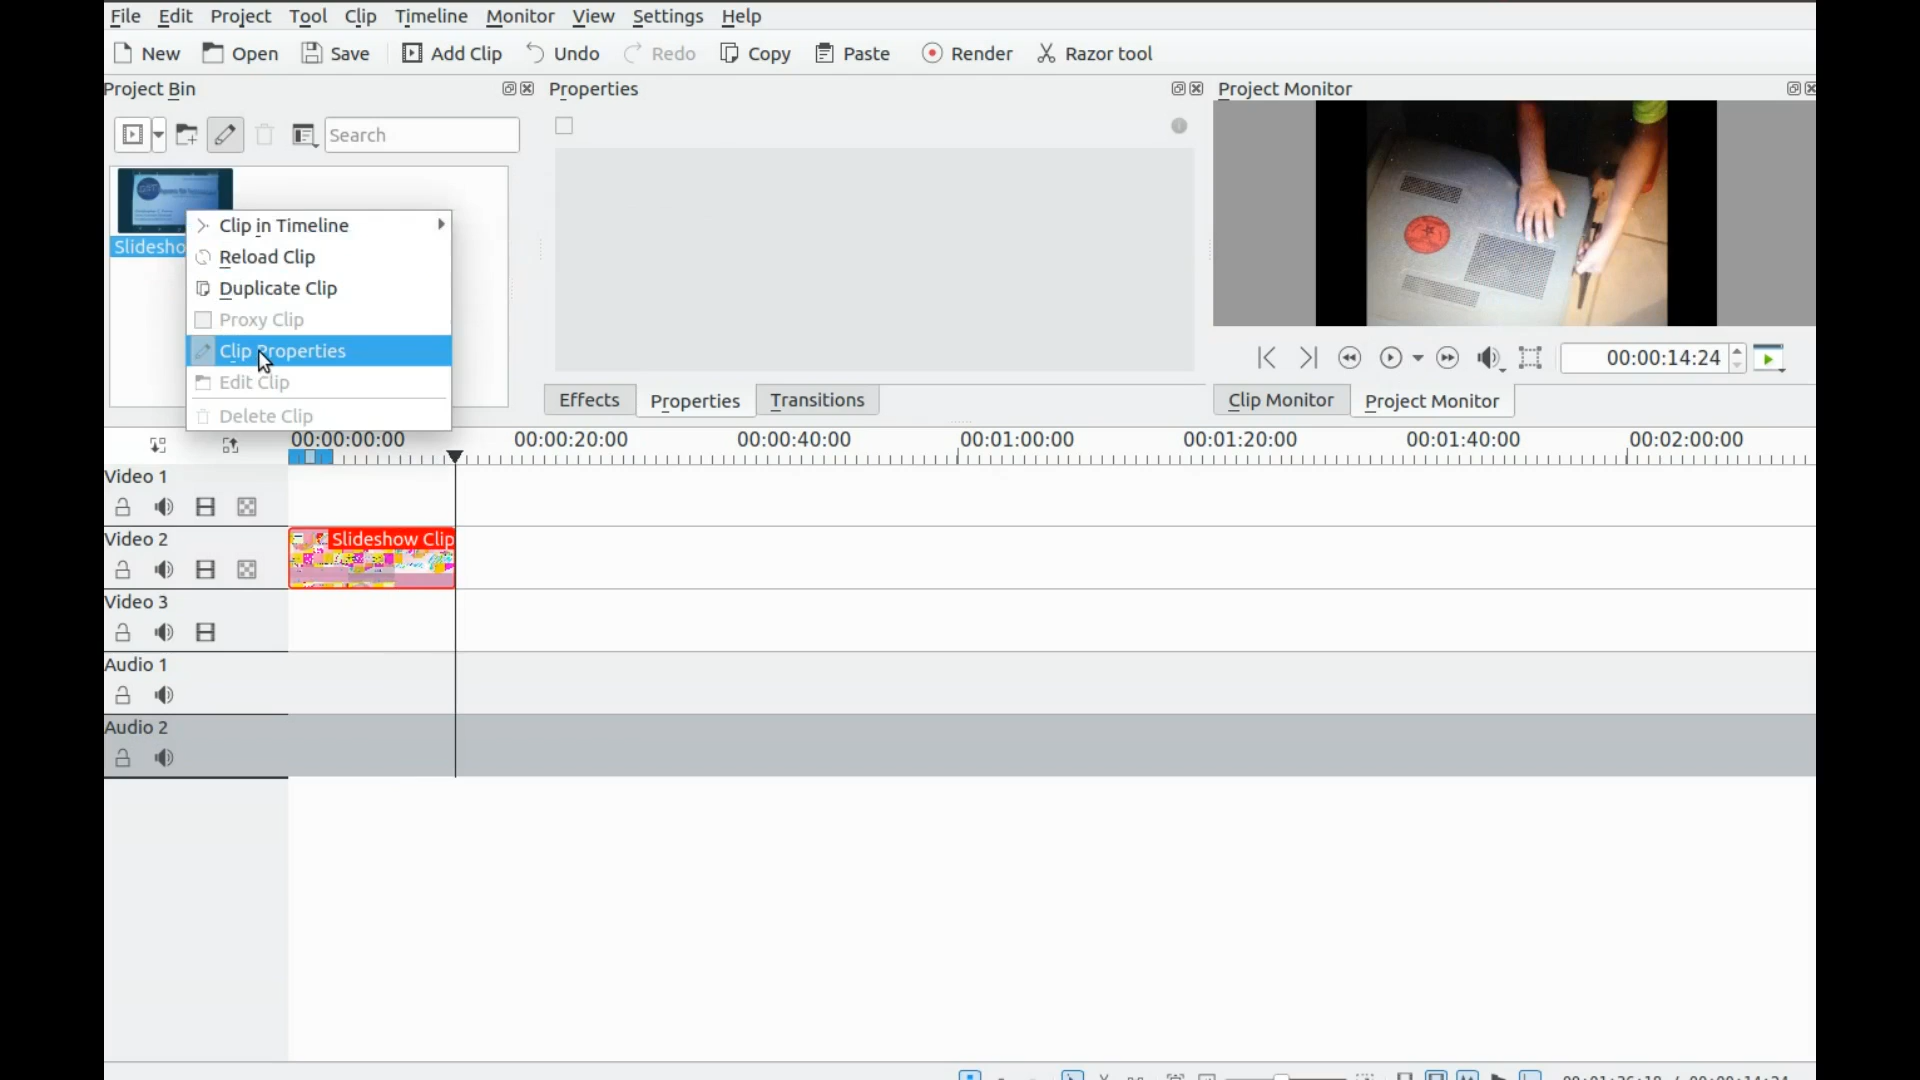 File Edit Project Tool Clip Timeline Monitor View Settings Help
New Open Save Add Clip Undo Redo Copy Paste Render Razor tool
Project Bin
Properties
Project Monitor
Search
Slidesho
Clip in Timeline
Reload Clip
Duplicate Clip
Proxy Clip
Clip Properties
Edit Clip
Delete Clip
00:00:14:24
Effects Properties Transitions
Clip Monitor Project Monitor
00:00:00:00 00:00:20:00 00:00:40:00 00:01:00:00 00:01:20:00 00:01:40:00 00:02:00:00
Video 1
Video 2
Slideshow Clip
Video 3
Audio 1
Audio 2